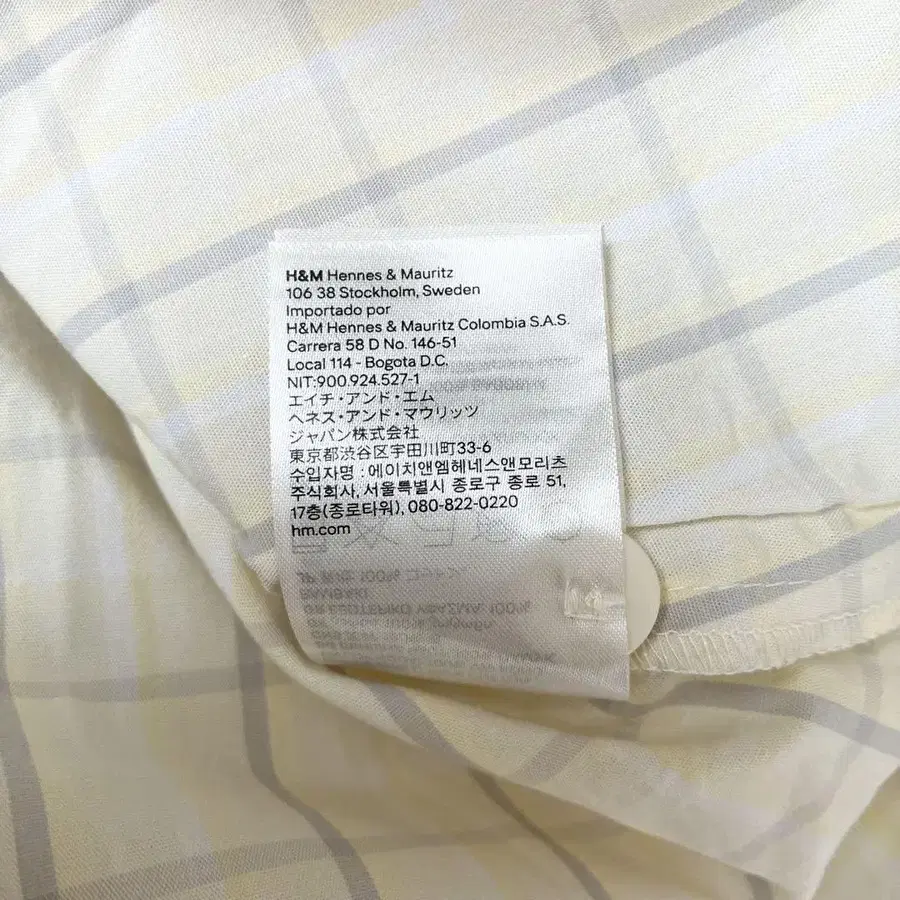 H&M Hennes & Mauritz
106 38 Stockholm, Sweden
Importado por
H&M Hennes & Mauritz Colombia S.A.S.
Carrera 58 D No. 146-51
Local 114 - Bogota D.C.
NIT:900.924.527-1
エイチ・アンド・エム
ヘネス・アンド・マウリッツ
ジャパン株式会社
東京都渋谷区宇田川町33-6
수입자명 : 에이치앤엠헤네스앤모리츠
주식회사, 서울특별시 종로구 종로 51,
17층(종로타워), 080-822-0220
hm.com